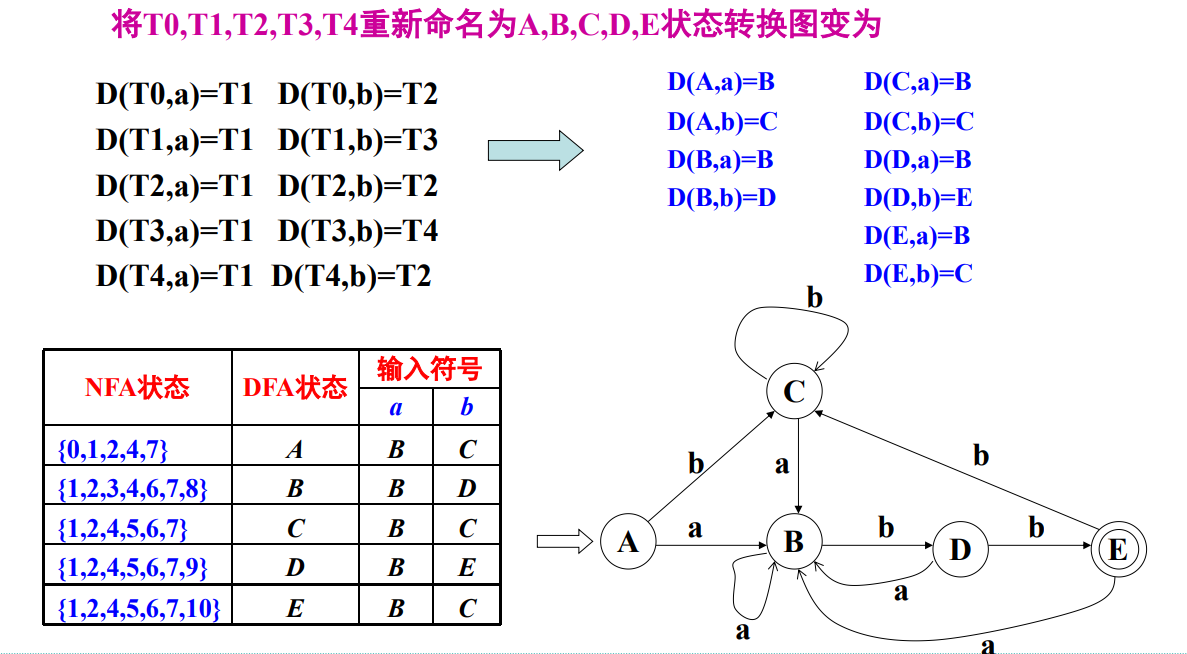 将T0,T1,T2,T3,T4重新命名为A,B,C,D,E状态转换图变为
D(T0,a)=T1 D(T0,b)=T2
D(T1,a)=T1 D(T1,b)=T3
D(T2,a)=T1 D(T2,b)=T2
D(T3,a)=T1 D(T3,b)=T4
D(T4,a)=T1 D(T4,b)=T2
D(A,a)=B
D(A,b)=C
D(B,a)=B
D(B,b)=D
D(C,a)=B
D(C,b)=C
D(D,a)=B
D(D,b)=E
D(E,a)=B
D(E,b)=C
NFA状态 DFA状态 输入符号
a b
{0,1,2,4,7} A B C
{1,2,3,4,6,7,8} B B D
{1,2,4,5,6,7} C B C
{1,2,4,5,6,7,9} D B E
{1,2,4,5,6,7,10} E B C
b
C
b a b
A a B b D b E
a
a
a